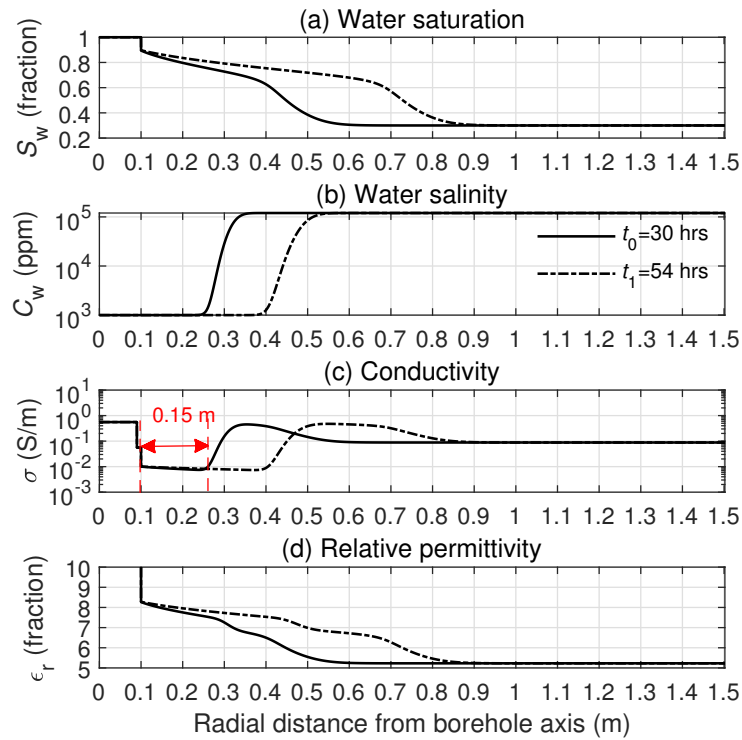 (a) Water saturation
S_w (fraction)
1
0.8
0.6
0.4
0.2
0 0.1 0.2 0.3 0.4 0.5 0.6 0.7 0.8 0.9 1 1.1 1.2 1.3 1.4 1.5
(b) Water salinity
C_w (ppm)
10^5
10^4
10^3
t_0=30 hrs
t_1=54 hrs
0 0.1 0.2 0.3 0.4 0.5 0.6 0.7 0.8 0.9 1 1.1 1.2 1.3 1.4 1.5
(c) Conductivity
σ (S/m)
10^1
10^0
10^-1
10^-2
10^-3
0.15 m
0 0.1 0.2 0.3 0.4 0.5 0.6 0.7 0.8 0.9 1 1.1 1.2 1.3 1.4 1.5
(d) Relative permittivity
ϵ_r (fraction)
10
9
8
7
6
5
0 0.1 0.2 0.3 0.4 0.5 0.6 0.7 0.8 0.9 1 1.1 1.2 1.3 1.4 1.5
Radial distance from borehole axis (m)